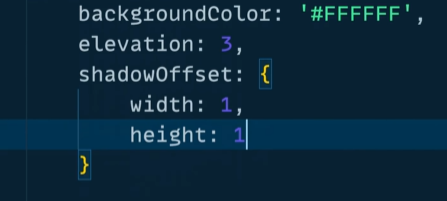 backgroundColor: '#FFFFFF',
elevation: 3,
shadowOffset: {
width: 1,
height: 1
}